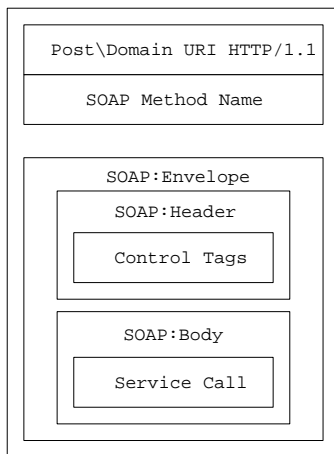 Post\Domain URI HTTP/1.1
SOAP Method Name
SOAP:Envelope
SOAP:Header
Control Tags
SOAP:Body
Service Call